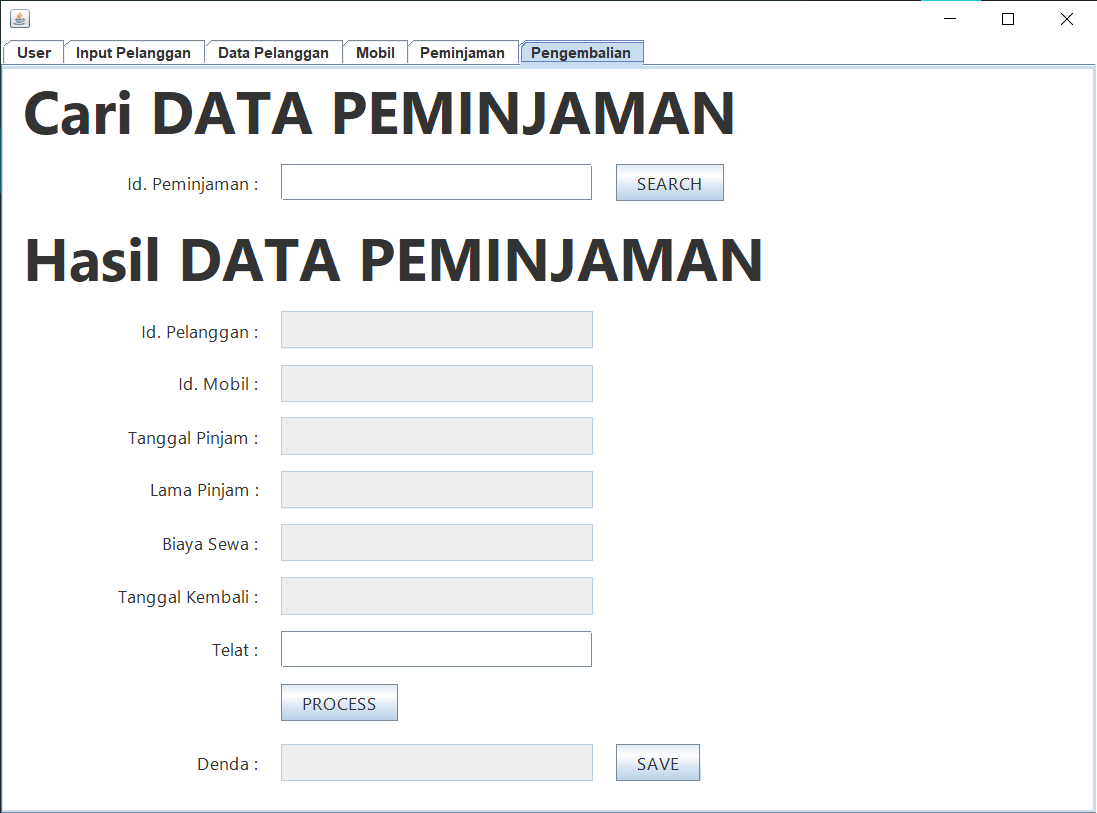 User Input Pelanggan Data Pelanggan Mobil Peminjaman Pengembalian
Cari DATA PEMINJAMAN
Id. Peminjaman : SEARCH
Hasil DATA PEMINJAMAN
Id. Pelanggan :
Id. Mobil :
Tanggal Pinjam :
Lama Pinjam :
Biaya Sewa :
Tanggal Kembali :
Telat :
PROCESS
Denda : SAVE